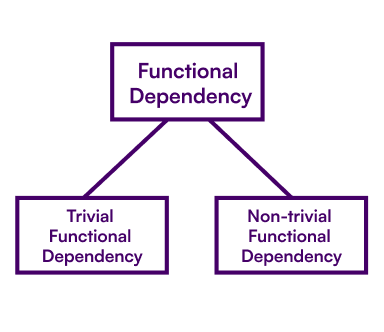 Functional
Dependency
Trivial
Functional
Dependency
Non-trivial
Functional
Dependency